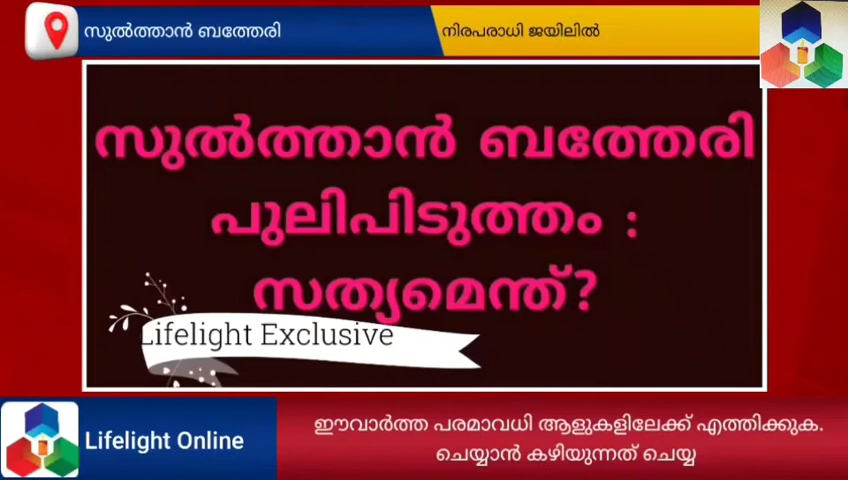 സുൽത്താൻ ബത്തേരി
നിരപരാധി ജയിലിൽ
സുൽത്താൻ ബത്തേരി
പുലിപിടുത്തം :
സത്യമെന്ത്?
Lifelight Exclusive
Lifelight Online
ഈവാർത്ത പരമാവധി ആളുകളിലേക്ക് എത്തിക്കുക.
ചെയ്യാൻ കഴിയുന്നത് ചെയ്യ